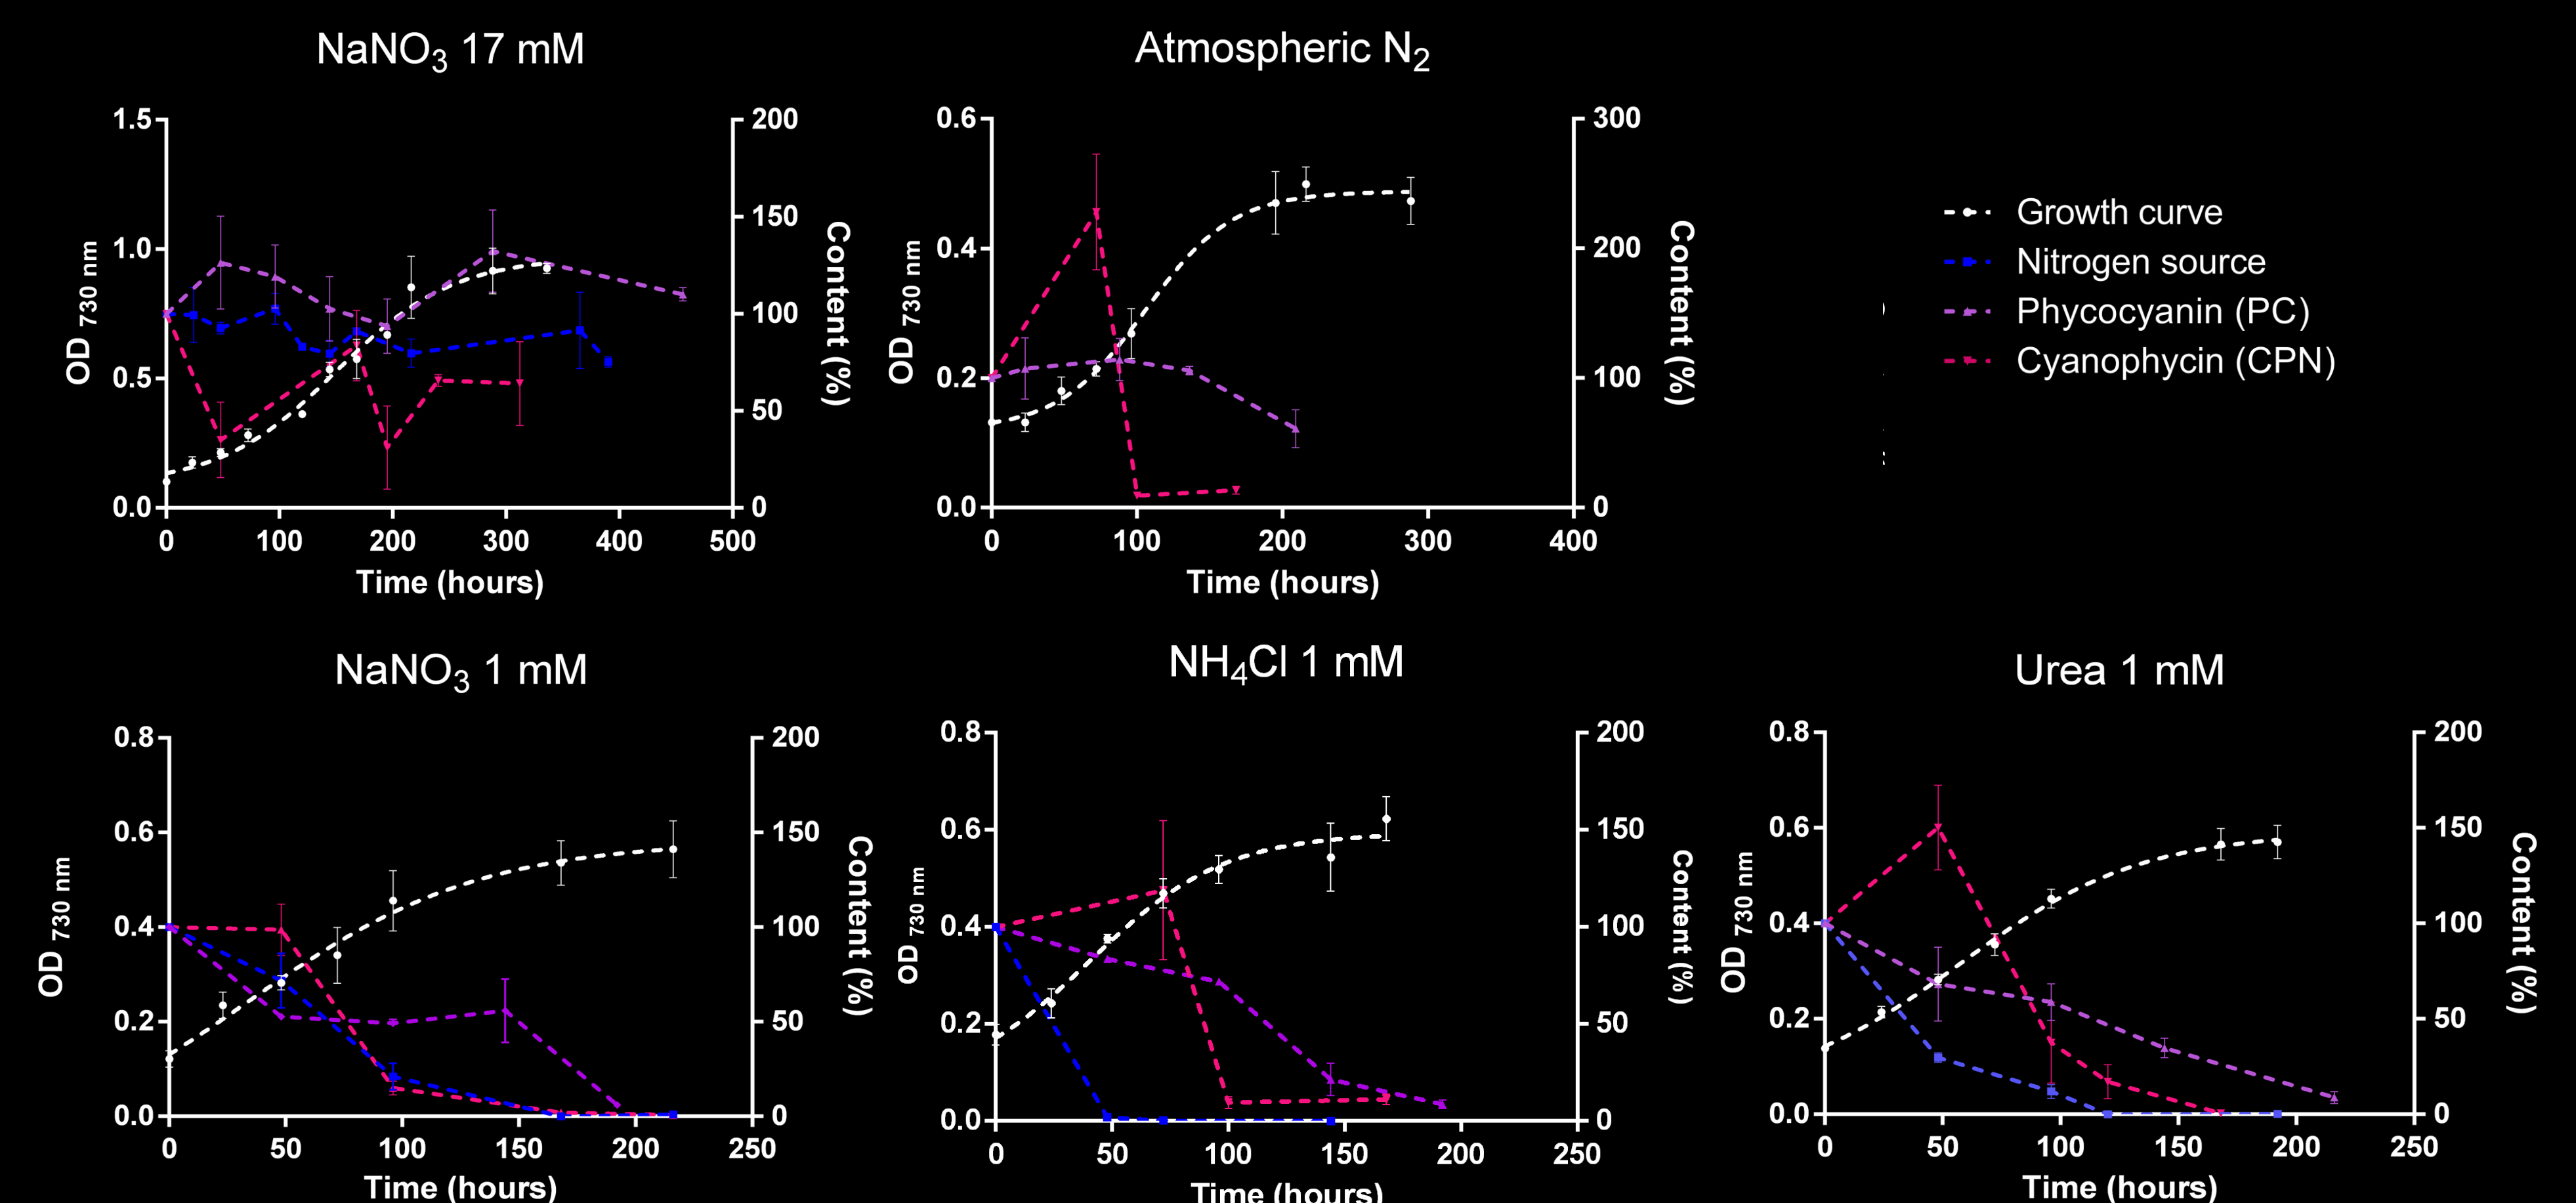 NaNO3 17 mM
1.5
1.0
0.5
0.0
OD 730 nm
200
150
100
50
0
Content (%)
0 100 200 300 400 500
Time (hours)
Atmospheric N2
0.6
0.4
0.2
0.0
OD 730 nm
300
200
100
0
Content (%)
0 100 200 300 400
Time (hours)
Growth curve
Nitrogen source
Phycocyanin (PC)
Cyanophycin (CPN)
NaNO3 1 mM
0.8
0.6
0.4
0.2
0.0
OD 730 nm
200
150
100
50
0
Content (%)
0 50 100 150 200 250
Time (hours)
NH4Cl 1 mM
0.8
0.6
0.4
0.2
0.0
OD 730 nm
200
150
100
50
0
Content (%)
0 50 100 150 200 250
Time (hours)
Urea 1 mM
0.8
0.6
0.4
0.2
0.0
OD 730 nm
200
150
100
50
0
Content (%)
0 50 100 150 200 250
Time (hours)